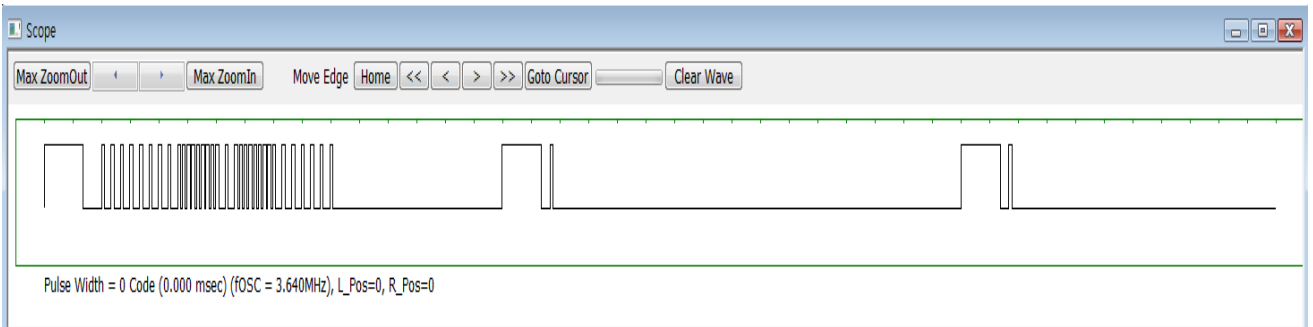 Scope
Max ZoomOut Max ZoomIn Move Edge Home << < > >> Goto Cursor Clear Wave
Pulse Width = 0 Code (0.000 msec) (fOSC = 3.640MHz), L_Pos=0, R_Pos=0